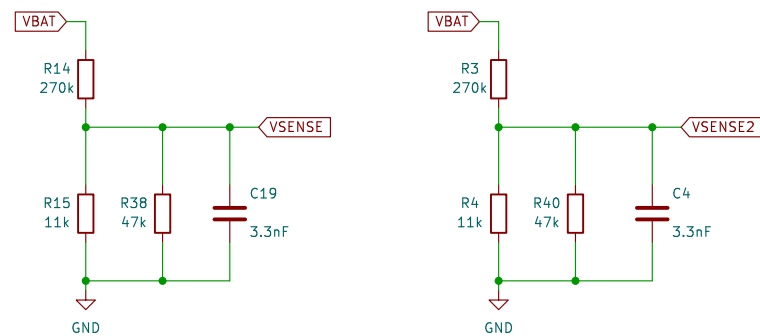 VBAT
R14
270k
VSENSE
R15
11k
R38
47k
C19
3.3nF
GND
VBAT
R3
270k
VSENSE2
R4
11k
R40
47k
C4
3.3nF
GND